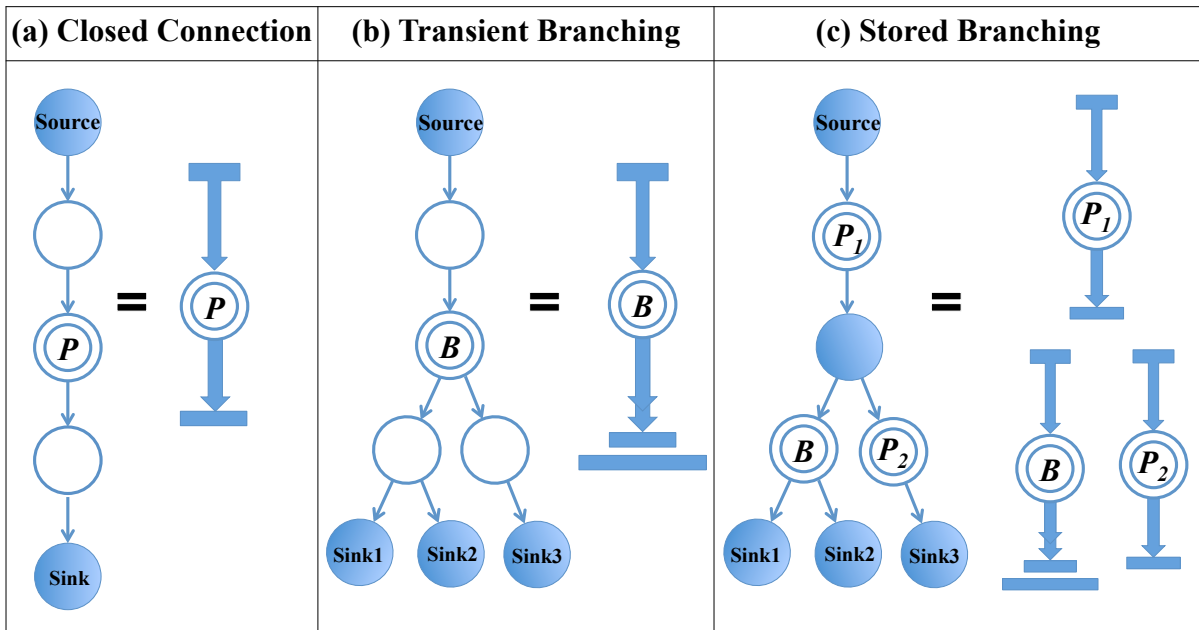 (a) Closed Connection
(b) Transient Branching
(c) Stored Branching
Source
P
Sink
=
P
Source
B
Sink1
Sink2
Sink3
=
B
Source
P1
B
P2
Sink1
Sink2
Sink3
=
P1
B
P2